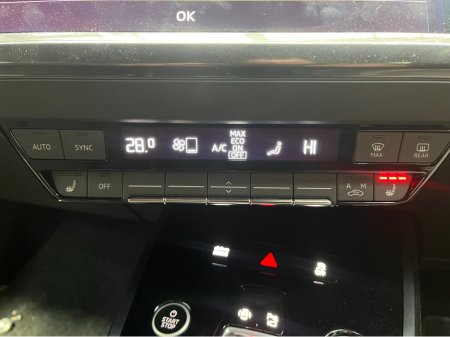 OK
AUTO
SYNC
28.0
A/C
MAX
ECO
ON
OFF
HI
MAX
REAR
OFF
A M
START
STOP